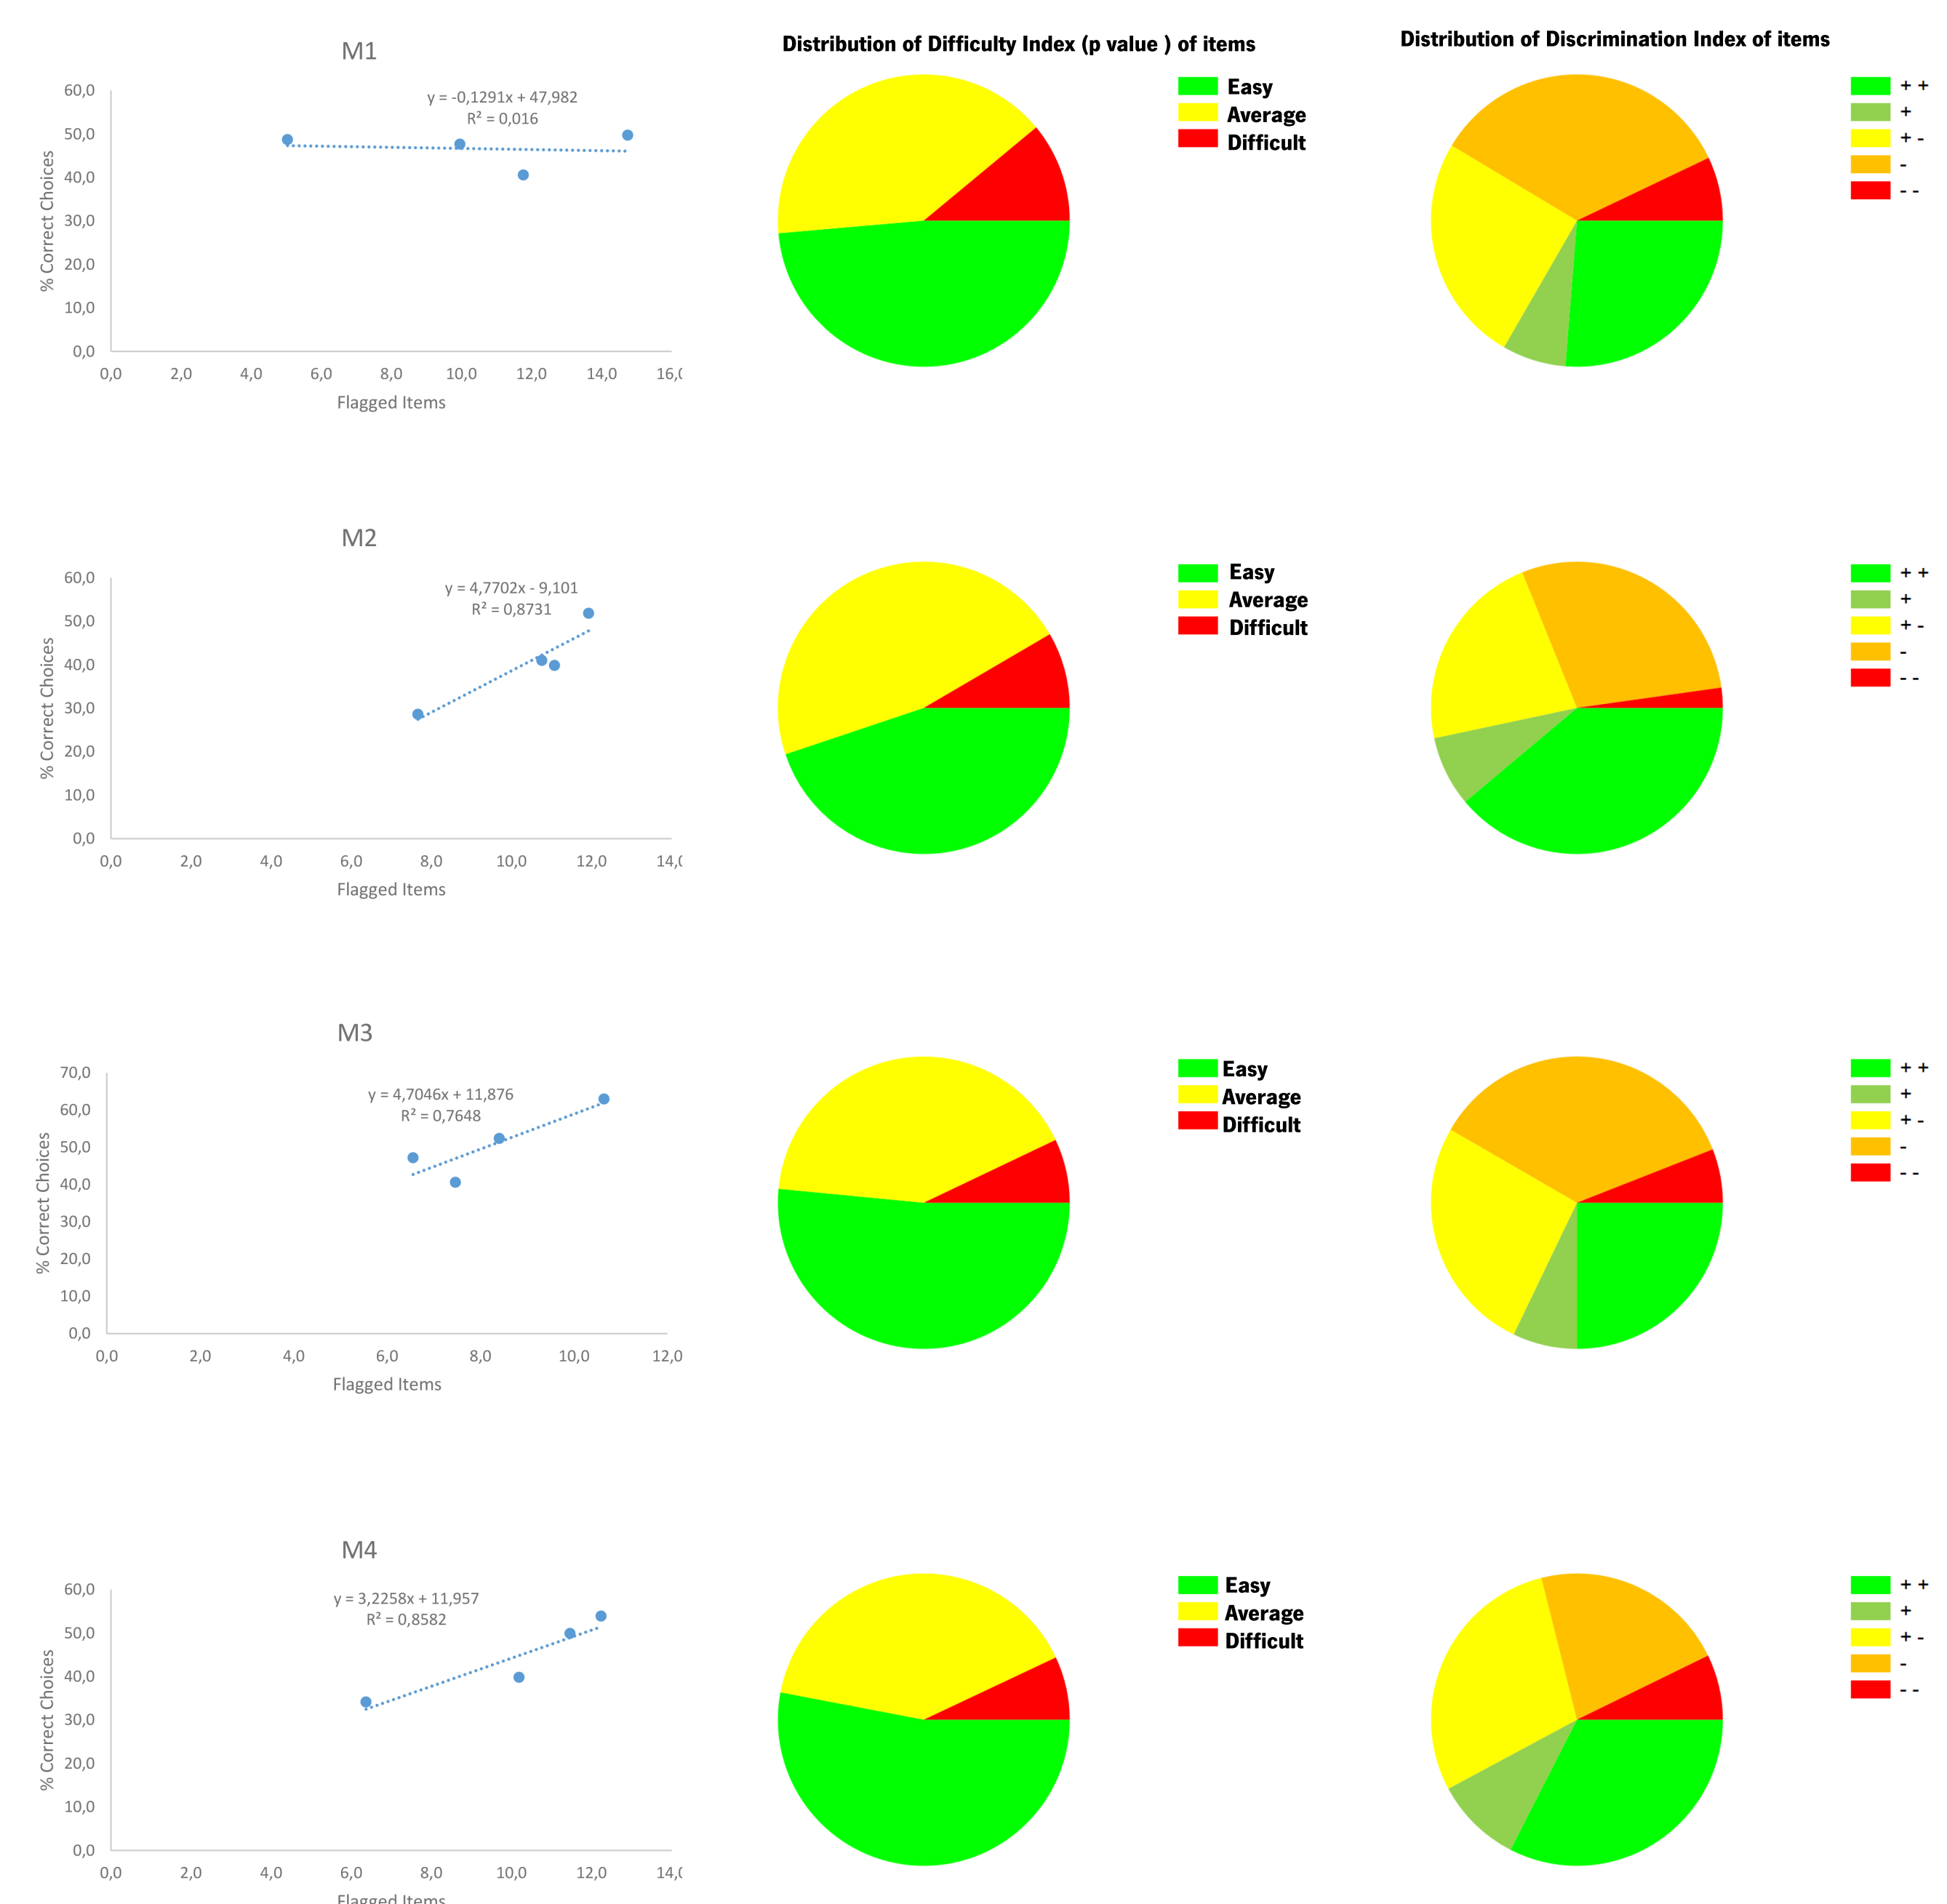 M1
y = -0,1291x + 47,982
R² = 0,016
60,0
50,0
40,0
30,0
20,0
10,0
0,0
% Correct Choices
0,0 2,0 4,0 6,0 8,0 10,0 12,0 14,0 16,0
Flagged Items
Distribution of Difficulty Index (p value ) of items
Easy
Average
Difficult
Distribution of Discrimination Index of items
+ +
+
+ -
-
- -
M2
y = 4,7702x - 9,101
R² = 0,8731
60,0
50,0
40,0
30,0
20,0
10,0
0,0
% Correct Choices
0,0 2,0 4,0 6,0 8,0 10,0 12,0 14,0
Flagged Items
Easy
Average
Difficult
+ +
+
+ -
-
- -
M3
y = 4,7046x + 11,876
R² = 0,7648
70,0
60,0
50,0
40,0
30,0
20,0
10,0
0,0
% Correct Choices
0,0 2,0 4,0 6,0 8,0 10,0 12,0
Flagged Items
Easy
Average
Difficult
+ +
+
+ -
-
- -
M4
y = 3,2258x + 11,957
R² = 0,8582
60,0
50,0
40,0
30,0
20,0
10,0
0,0
% Correct Choices
0,0 2,0 4,0 6,0 8,0 10,0 12,0 14,0
Flagged Items
Easy
Average
Difficult
+ +
+
+ -
-
- -